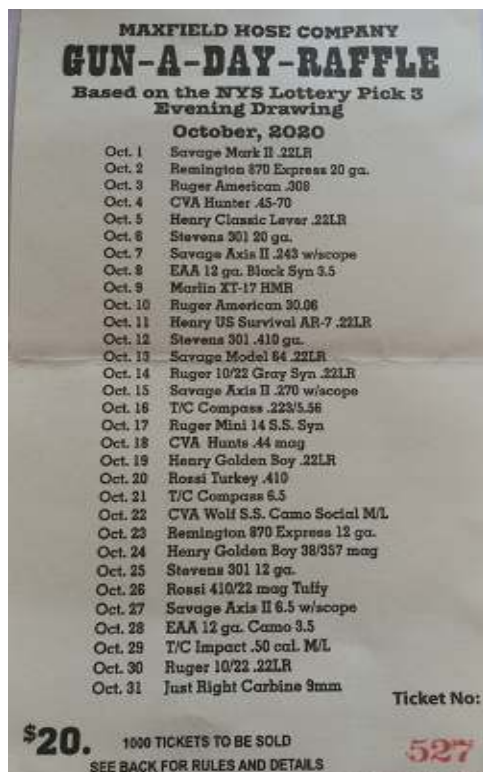 MAXFIELD HOSE COMPANY
GUN-A-DAY-RAFFLE
Based on the NYS Lottery Pick 3
Evening Drawing
October, 2020
Oct. 1 Savage Mark II .22LR
Oct. 2 Remington 870 Express 20 ga.
Oct. 3 Ruger American .308
Oct. 4 CVA Hunter .45-70
Oct. 5 Henry Classic Lever .22LR
Oct. 6 Stevens 301 20 ga.
Oct. 7 Savage Axis II .243 w/scope
Oct. 8 EAA 12 ga. Black Syn 3.5
Oct. 9 Marlin XT-17 HMR
Oct. 10 Ruger American 30.06
Oct. 11 Henry US Survival AR-7 .22LR
Oct. 12 Stevens 301 .410 ga.
Oct. 13 Savage Model 64 .22LR
Oct. 14 Ruger 10/22 Gray Syn .22LR
Oct. 15 Savage Axis II .270 w/scope
Oct. 16 T/C Compass .223/5.56
Oct. 17 Ruger Mini 14 S.S. Syn
Oct. 18 CVA Hunts .44 mag
Oct. 19 Henry Golden Boy .22LR
Oct. 20 Rossi Turkey .410
Oct. 21 T/C Compass 6.5
Oct. 22 CVA Wolf S.S. Camo Social M/L
Oct. 23 Remington 870 Express 12 ga.
Oct. 24 Henry Golden Boy 38/357 mag
Oct. 25 Stevens 301 12 ga.
Oct. 26 Rossi 410/22 mag Tuffy
Oct. 27 Savage Axis II 6.5 w/scope
Oct. 28 EAA 12 ga. Camo 3.5
Oct. 29 T/C Impact .50 cal. M/L
Oct. 30 Ruger 10/22 .22LR
Oct. 31 Just Right Carbine 9mm
Ticket No:
$20. 1000 TICKETS TO BE SOLD
527
SEE BACK FOR RULES AND DETAILS